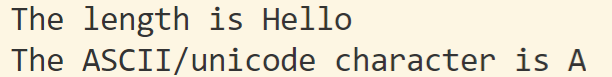 The length is Hello
The ASCII/unicode character is A